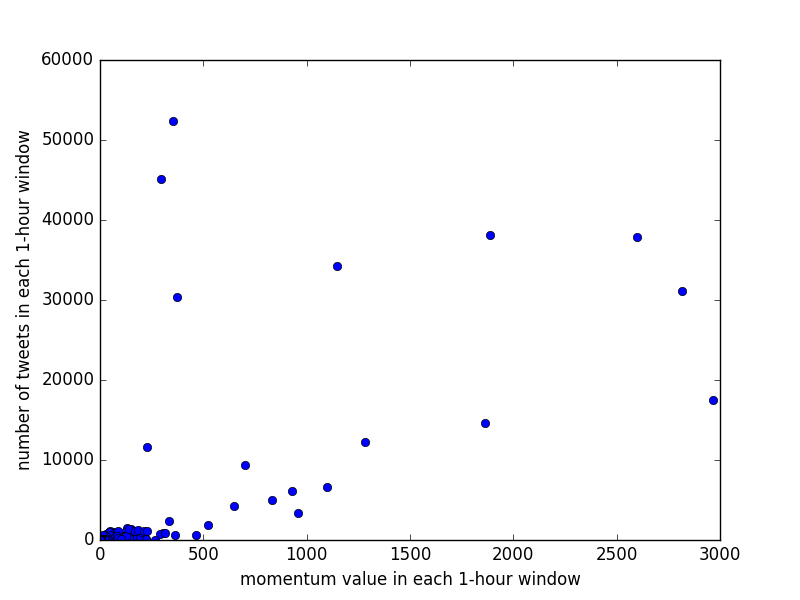 60000
50000
40000
30000
20000
10000
0
0 500 1000 1500 2000 2500 3000
number of tweets in each 1-hour window
momentum value in each 1-hour window